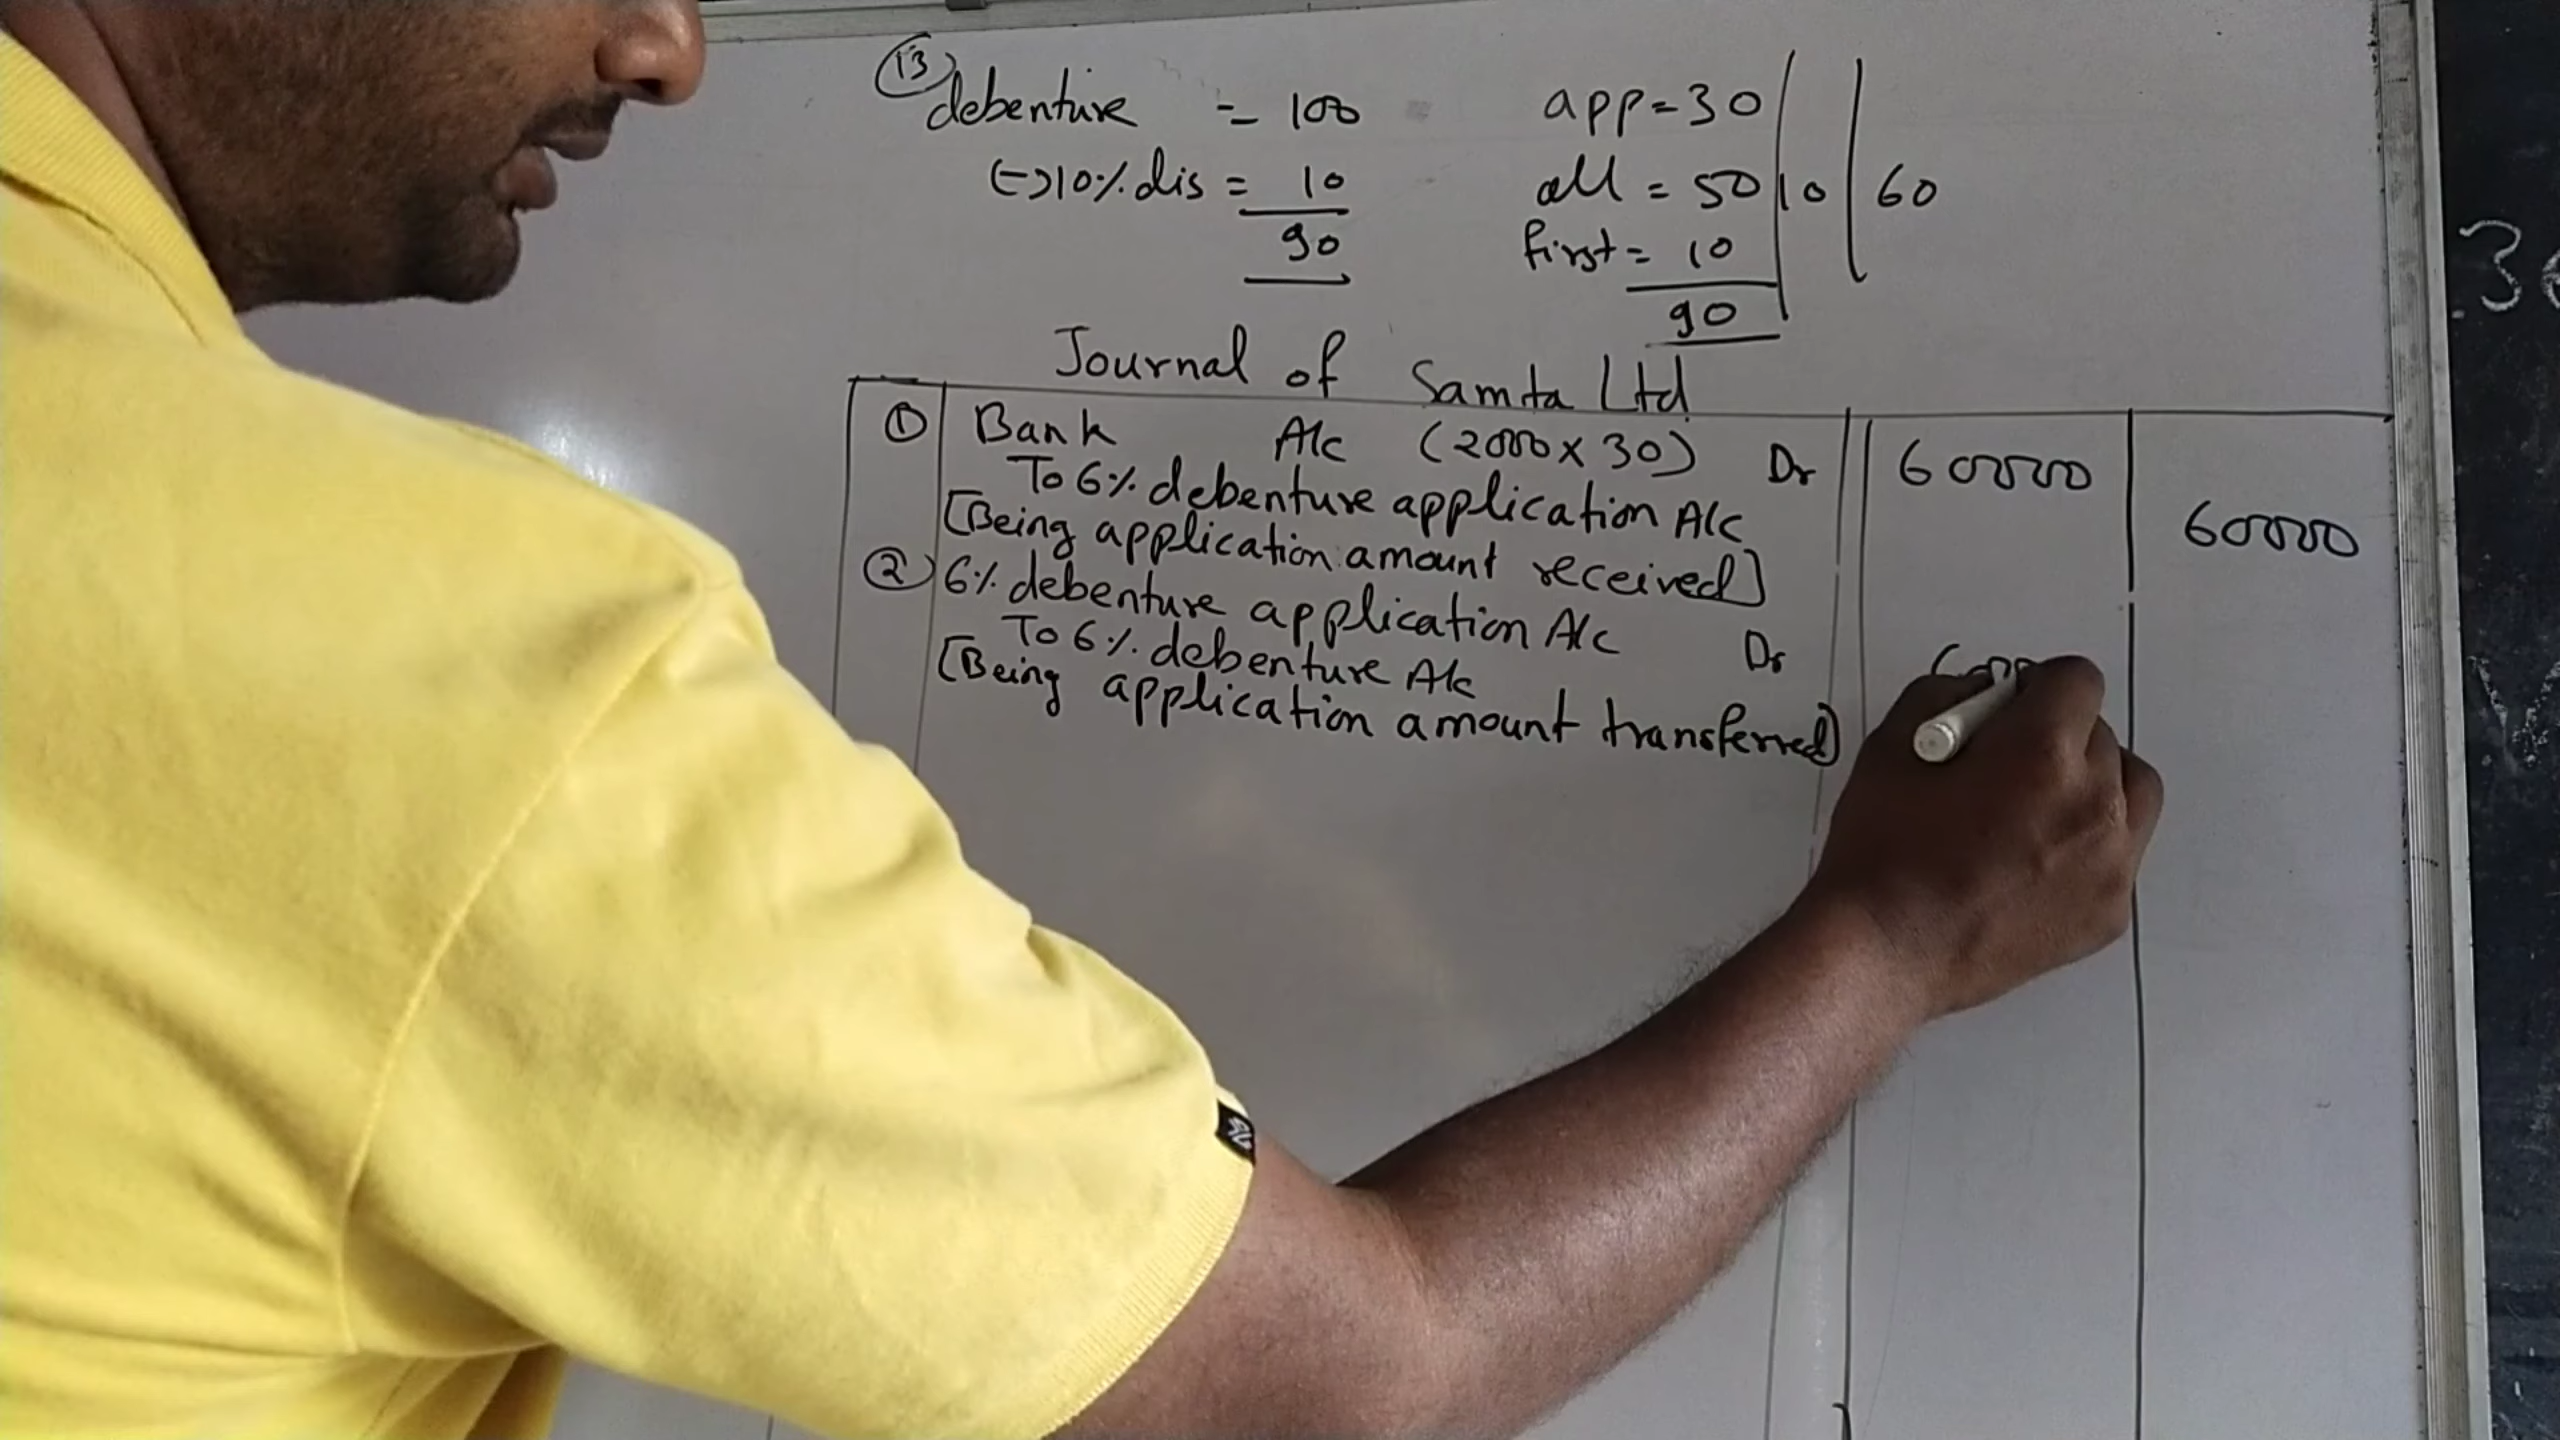 13
debenture = 100
(-) 10% dis = 10
90
app = 30
all = 50 | 10 | 60
first = 10
90
Journal of Samta Ltd
① Bank A/c (2000 x 30) Dr 60000
To 6% debenture application A/c 60000
[Being application amount received]
② 6% debenture application A/c Dr
To 6% debenture A/c
[Being application amount transferred]